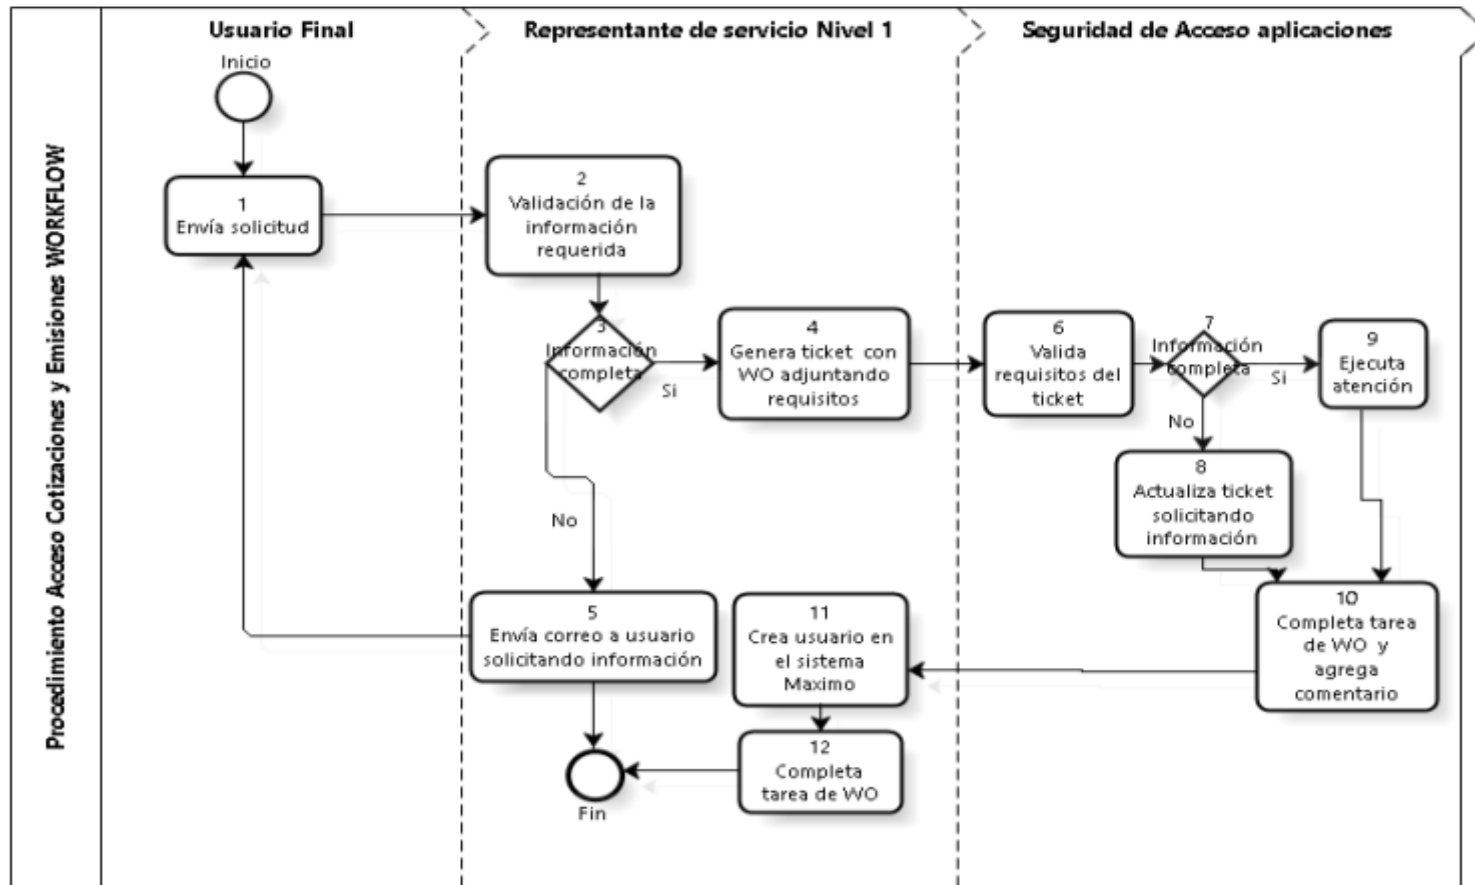 Procedimiento Acceso Cotizaciones y Emisiones WORKFLOW
Usuario Final
Representante de servicio Nivel 1
Seguridad de Acceso aplicaciones
Inicio
1
Envía solicitud
2
Validación de la
información
requerida
3
Información
completa
Si
No
4
Genera ticket con
WO adjuntando
requisitos
5
Envía correo a usuario
solicitando información
6
Valida
requisitos del
ticket
7
Información
completa
Si
No
8
Actualiza ticket
solicitando
información
9
Ejecuta
atención
10
Completa tarea
de WO y
agrega
comentario
11
Crea usuario en
el sistema
Maximo
12
Completa
tarea de WO
Fin